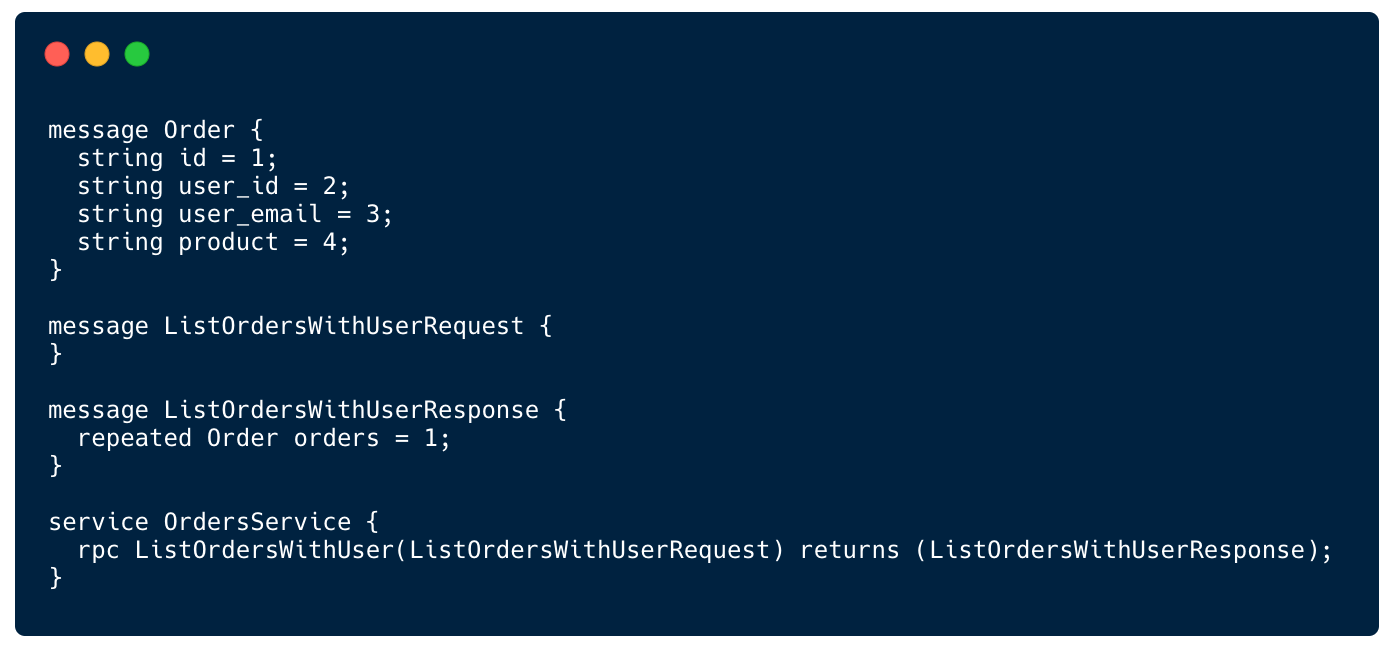 message Order {
  string id = 1;
  string user_id = 2;
  string user_email = 3;
  string product = 4;
}

message ListOrdersWithUserRequest {
}

message ListOrdersWithUserResponse {
  repeated Order orders = 1;
}

service OrdersService {
  rpc ListOrdersWithUser(ListOrdersWithUserRequest) returns (ListOrdersWithUserResponse);
}